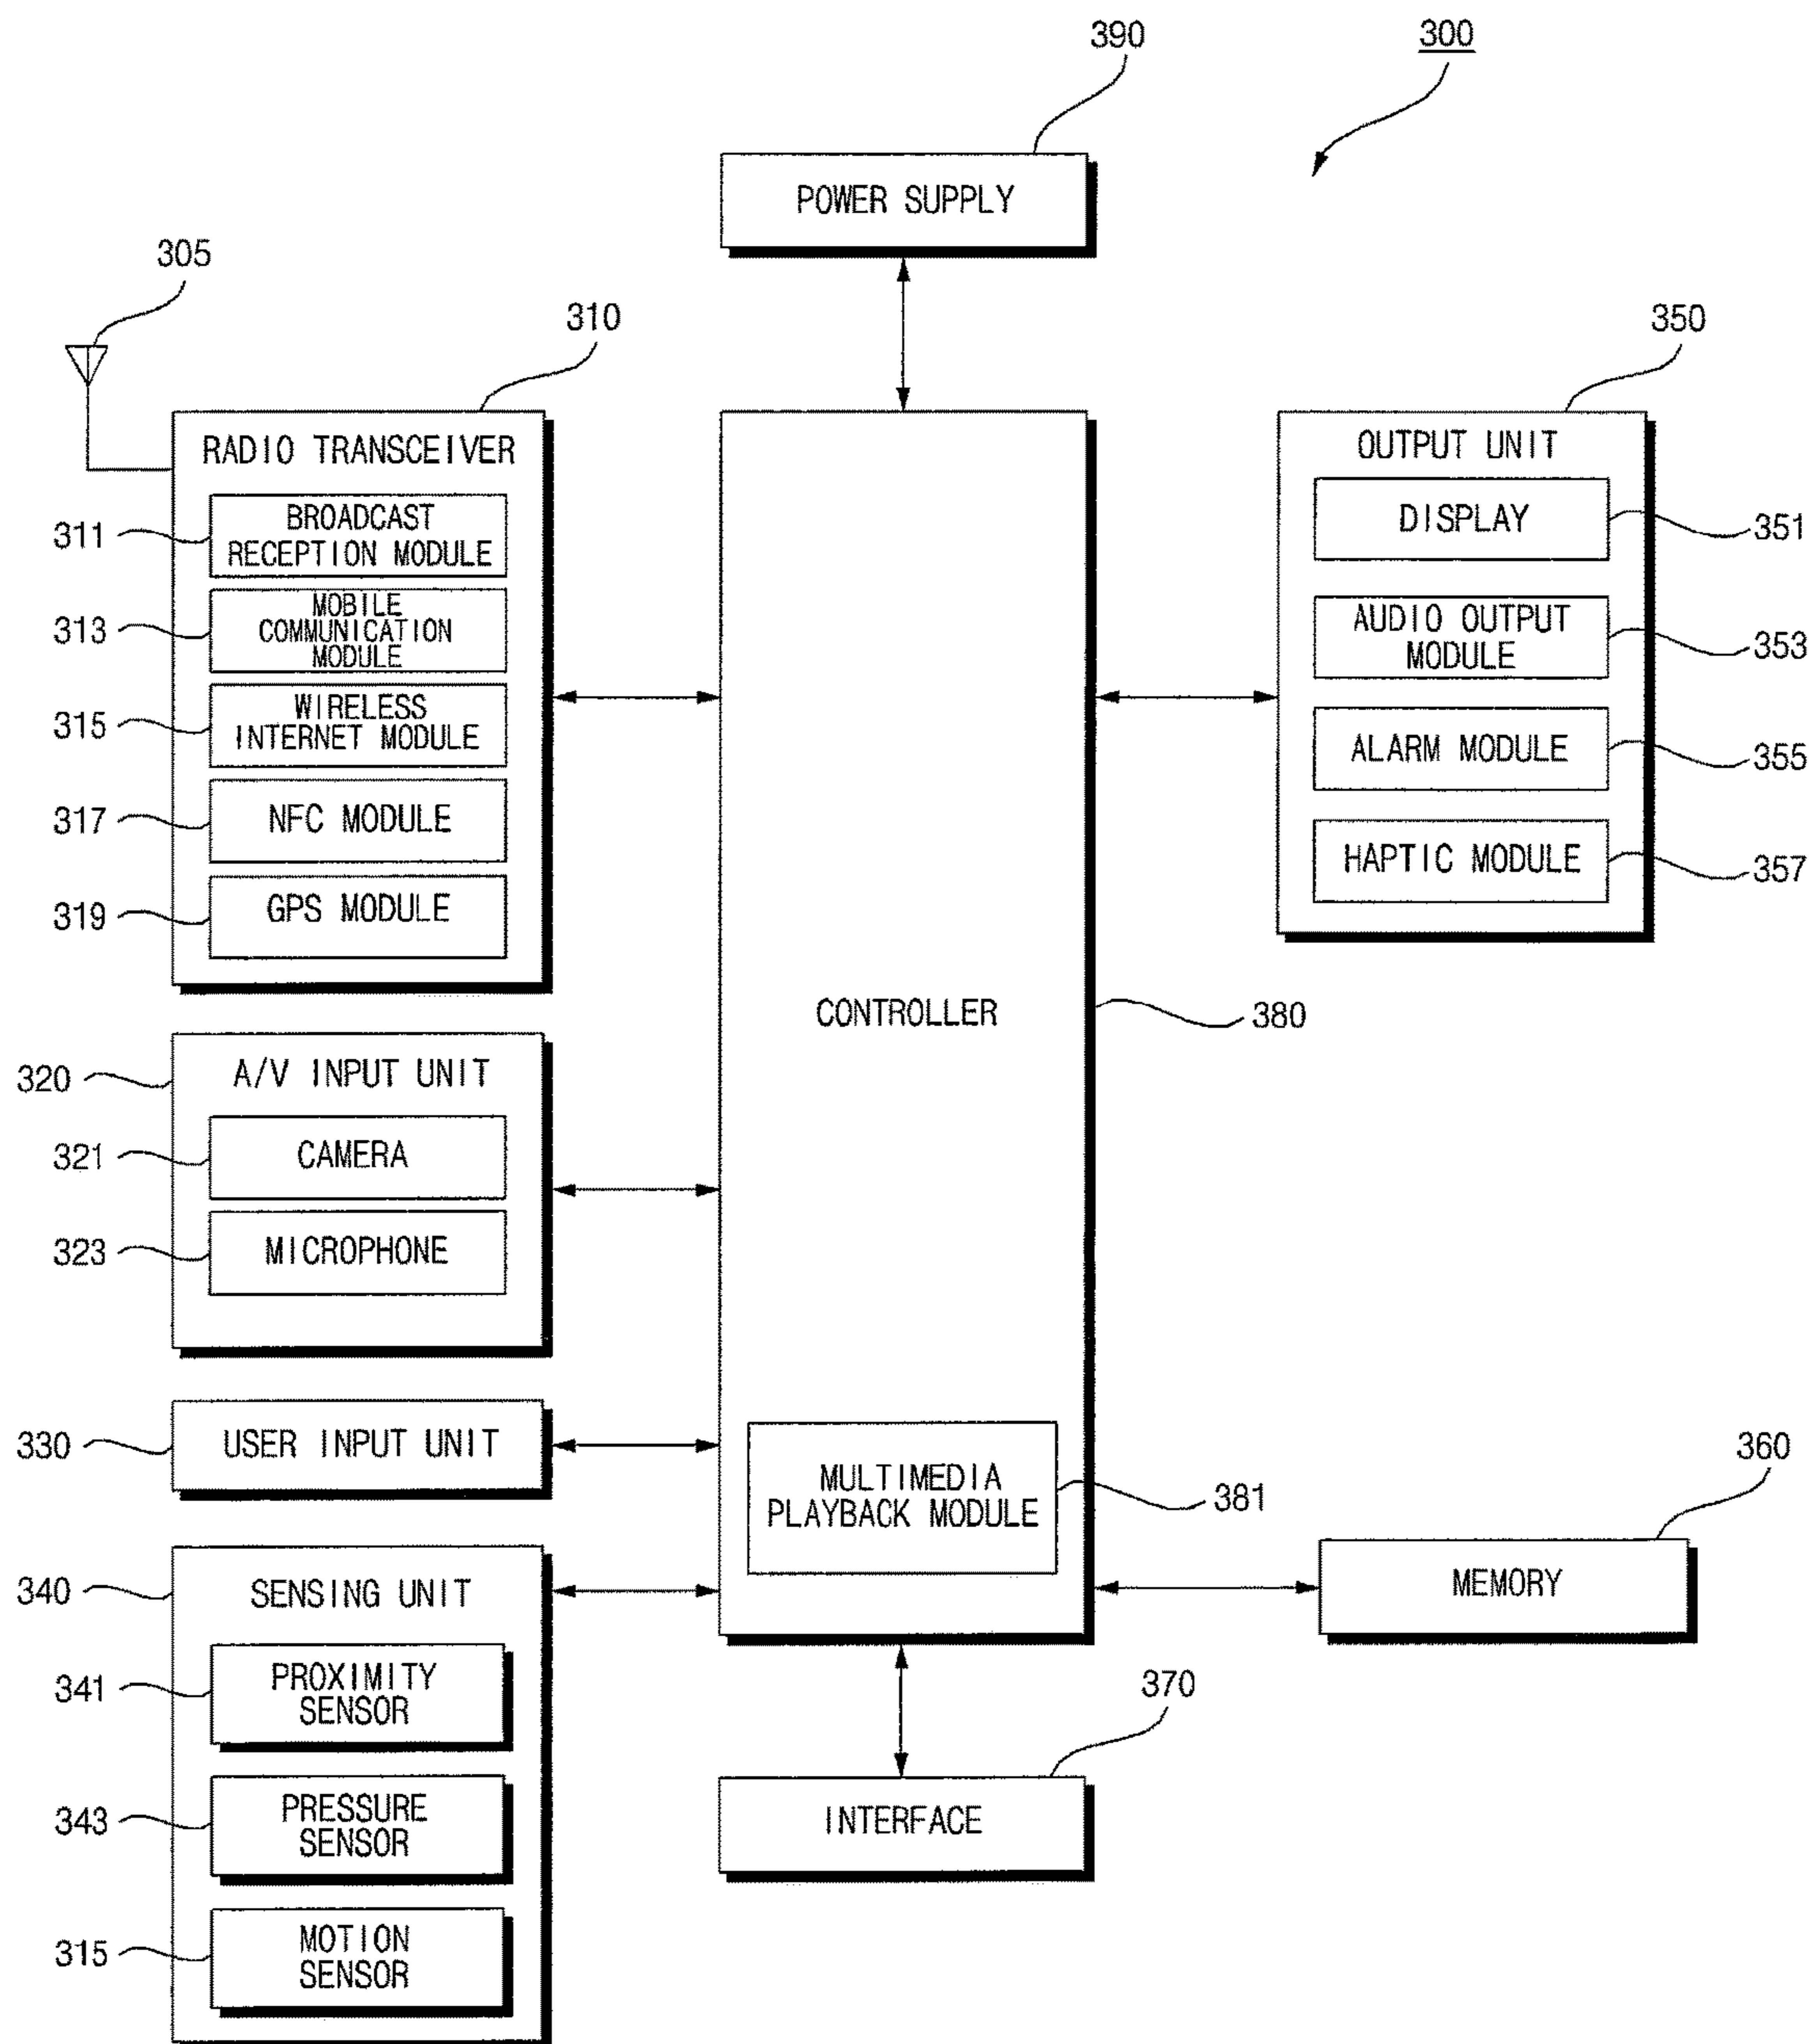 390
300
POWER SUPPLY
305
310
350
RADIO TRANSCEIVER
311
BROADCAST
RECEPTION MODULE
313
MOBILE
COMMUNICATION
MODULE
315
WIRELESS
INTERNET MODULE
317
NFC MODULE
319
GPS MODULE
OUTPUT UNIT
DISPLAY
351
AUDIO OUTPUT
MODULE
353
ALARM MODULE
355
HAPTIC MODULE
357
CONTROLLER
380
320
A/V INPUT UNIT
321
CAMERA
323
MICROPHONE
330
USER INPUT UNIT
MULTIMEDIA
PLAYBACK MODULE
381
360
MEMORY
340
SENSING UNIT
341
PROXIMITY
SENSOR
343
PRESSURE
SENSOR
315
MOTION
SENSOR
370
INTERFACE